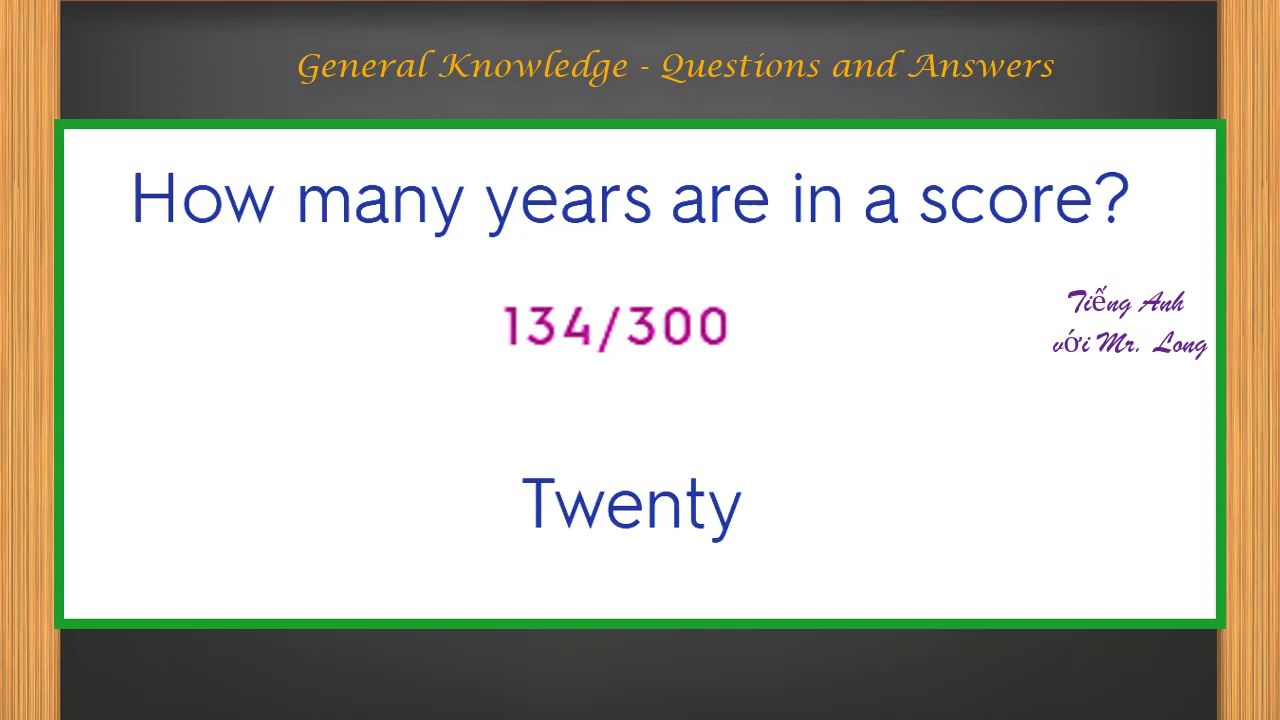 General Knowledge - Questions and Answers
How many years are in a score?
134/300
Tiếng Anh
với Mr. Long
Twenty